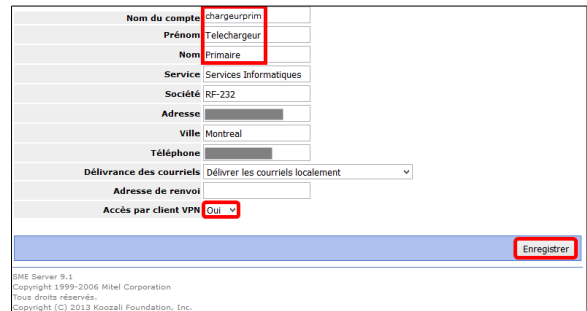 Nom du compte chargeurprim
Prénom Telechargeur
Nom Primaire
Service Services Informatiques
Société RF-232
Adresse
Ville Montreal
Téléphone
Délivrance des courriels Délivrer les courriels localement
Adresse de renvoi
Accès par client VPN Oui
Enregistrer
SME Server 9.1
Copyright 1999-2006 Mitel Corporation
Tous droits réservés.
Copyright (C) 2013 Koozali Foundation, Inc.